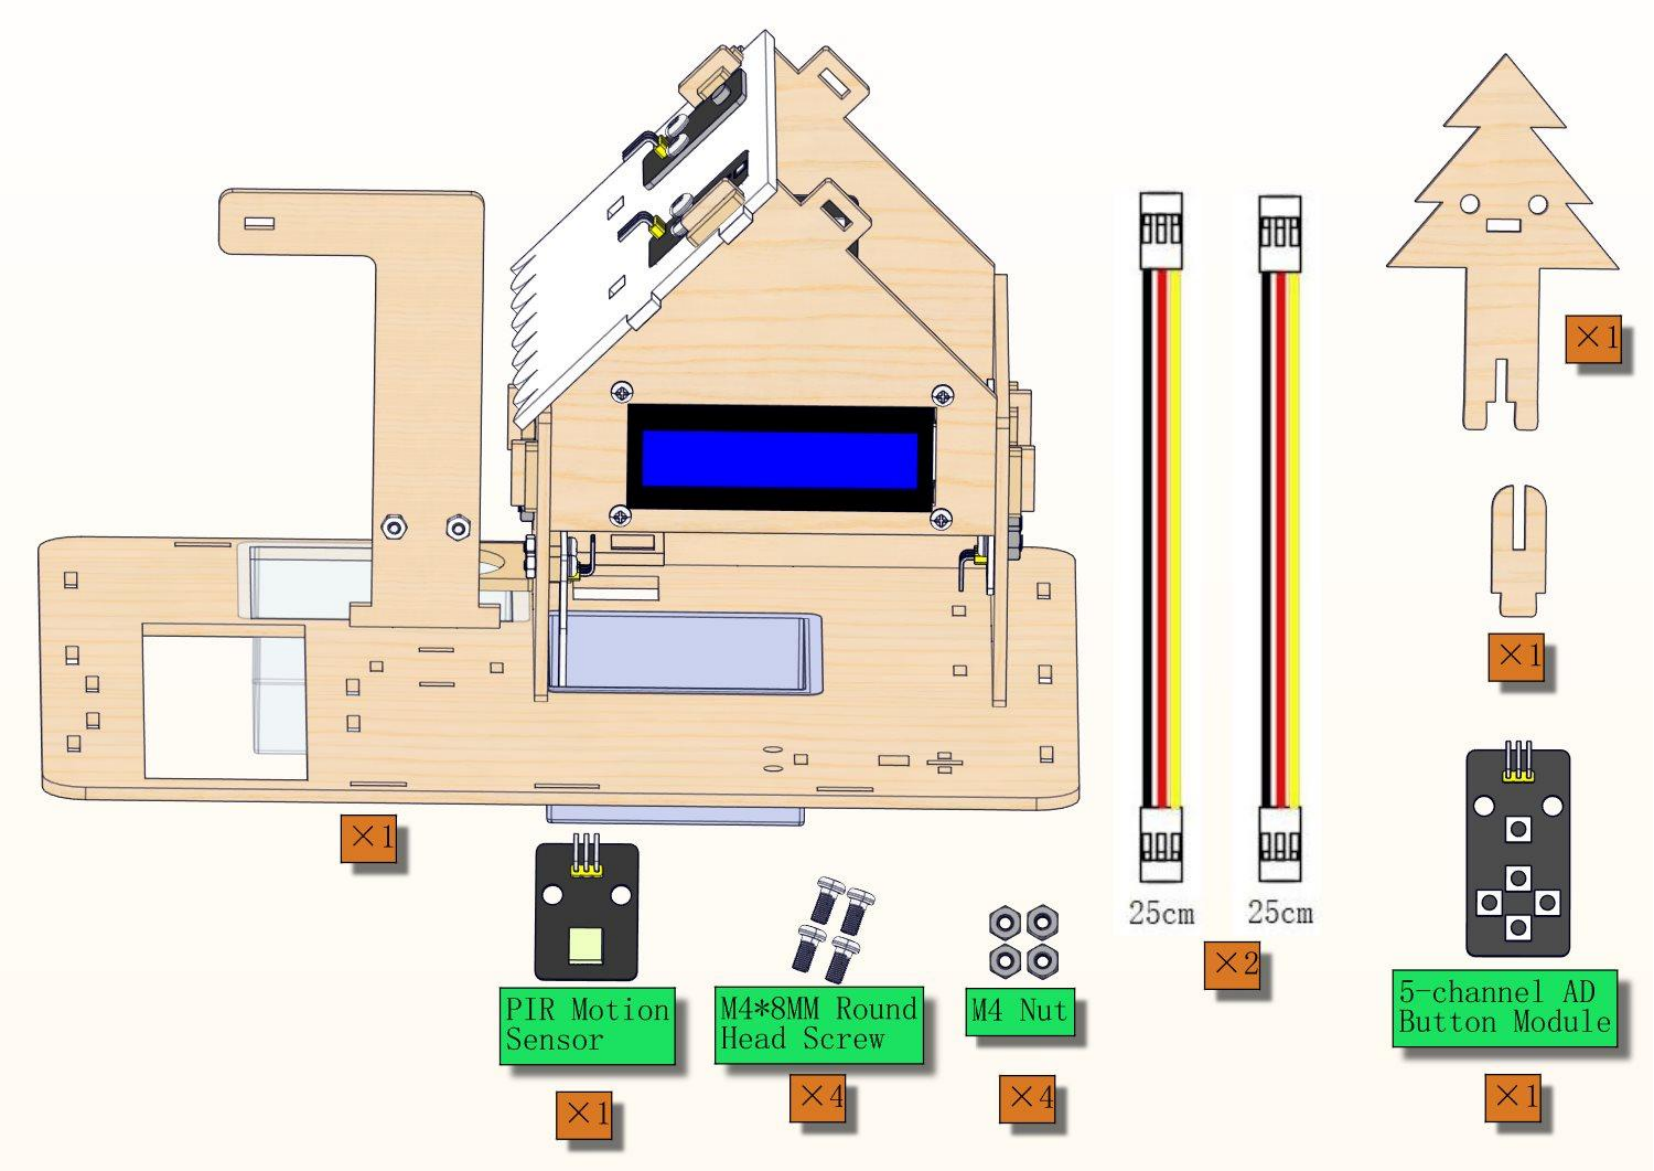 ×1
×1
×1
25cm
25cm
×2
PIR Motion
Sensor
×1
M4*8MM Round
Head Screw
×4
M4 Nut
×4
5-channel AD
Button Module
×1